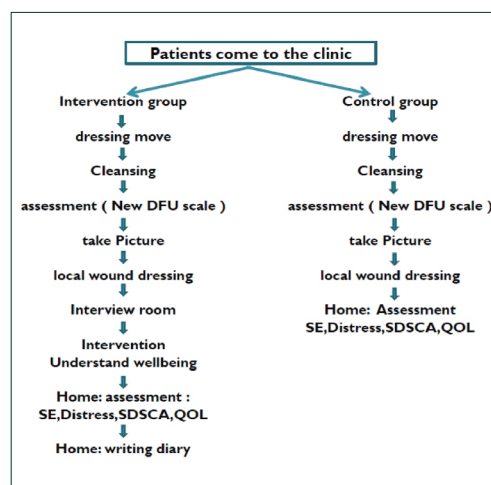 Patients come to the clinic
Intervention group
dressing move
Cleansing
assessment ( New DFU scale )
take Picture
local wound dressing
Interview room
Intervention
Understand wellbeing
Home: assessment :
SE,Distress,SDSCA,QOL
Home: writing diary
Control group
dressing move
Cleansing
assessment ( New DFU scale )
take Picture
local wound dressing
Home: Assessment
SE,Distress,SDSCA,QOL